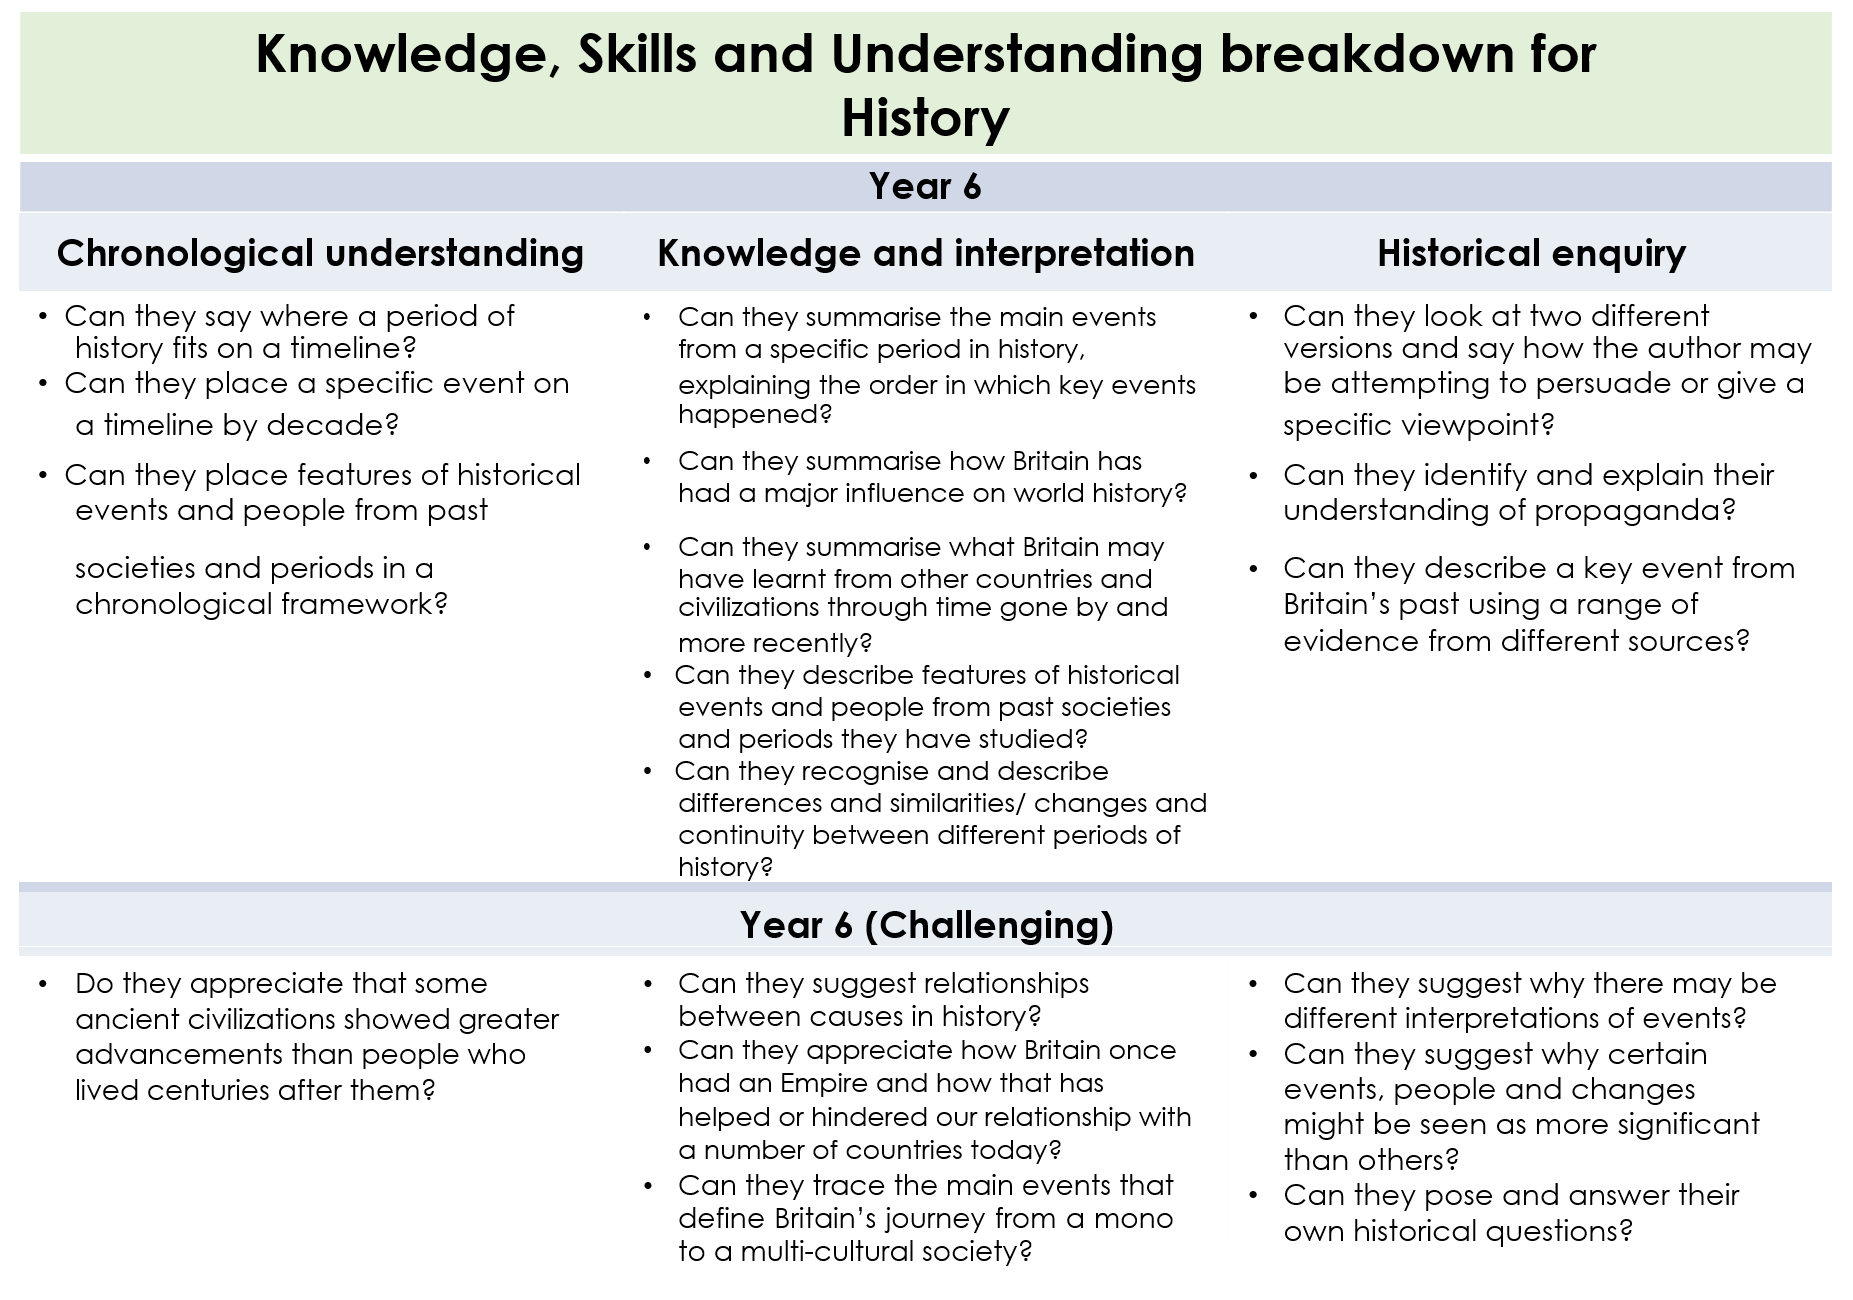 Knowledge, Skills and Understanding breakdown for
History
Year 6
Chronological understanding
Knowledge and interpretation
Historical enquiry
• Can they say where a period of
history fits on a timeline?
• Can they place a specific event on
a timeline by decade?
• Can they place features of historical
events and people from past
societies and periods in a
chronological framework?
• Can they summarise the main events
from a specific period in history,
explaining the order in which key events
happened?
• Can they summarise how Britain has
had a major influence on world history?
• Can they summarise what Britain may
have learnt from other countries and
civilizations through time gone by and
more recently?
• Can they describe features of historical
events and people from past societies
and periods they have studied?
• Can they recognise and describe
differences and similarities/ changes and
continuity between different periods of
history?
• Can they look at two different
versions and say how the author may
be attempting to persuade or give a
specific viewpoint?
• Can they identify and explain their
understanding of propaganda?
• Can they describe a key event from
Britain’s past using a range of
evidence from different sources?
Year 6 (Challenging)
• Do they appreciate that some
ancient civilizations showed greater
advancements than people who
lived centuries after them?
• Can they suggest relationships
between causes in history?
• Can they appreciate how Britain once
had an Empire and how that has
helped or hindered our relationship with
a number of countries today?
• Can they trace the main events that
define Britain’s journey from a mono
to a multi-cultural society?
• Can they suggest why there may be
different interpretations of events?
• Can they suggest why certain
events, people and changes
might be seen as more significant
than others?
• Can they pose and answer their
own historical questions?